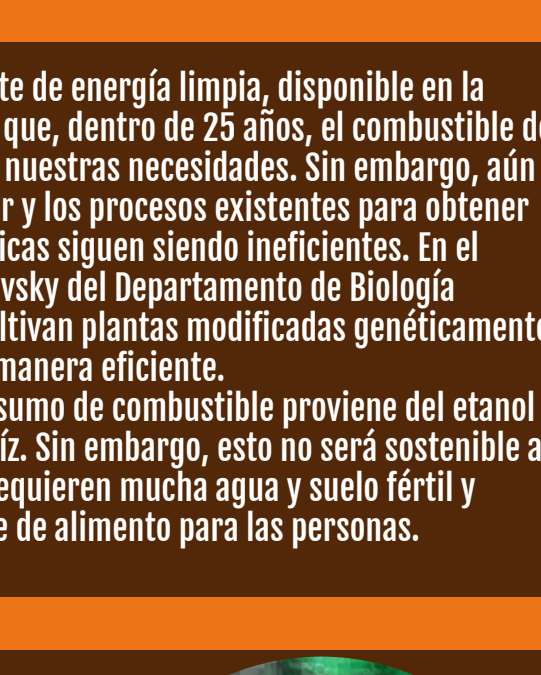 te de energía limpia, disponible en la
que, dentro de 25 años, el combustible d
nuestras necesidades. Sin embargo, aún
r y los procesos existentes para obtener
icas siguen siendo ineficientes. En el
vsky del Departamento de Biología
ltivan plantas modificadas genéticamente
manera eficiente.
sumo de combustible proviene del etanol
íz. Sin embargo, esto no será sostenible a
equieren mucha agua y suelo fértil y
e de alimento para las personas.